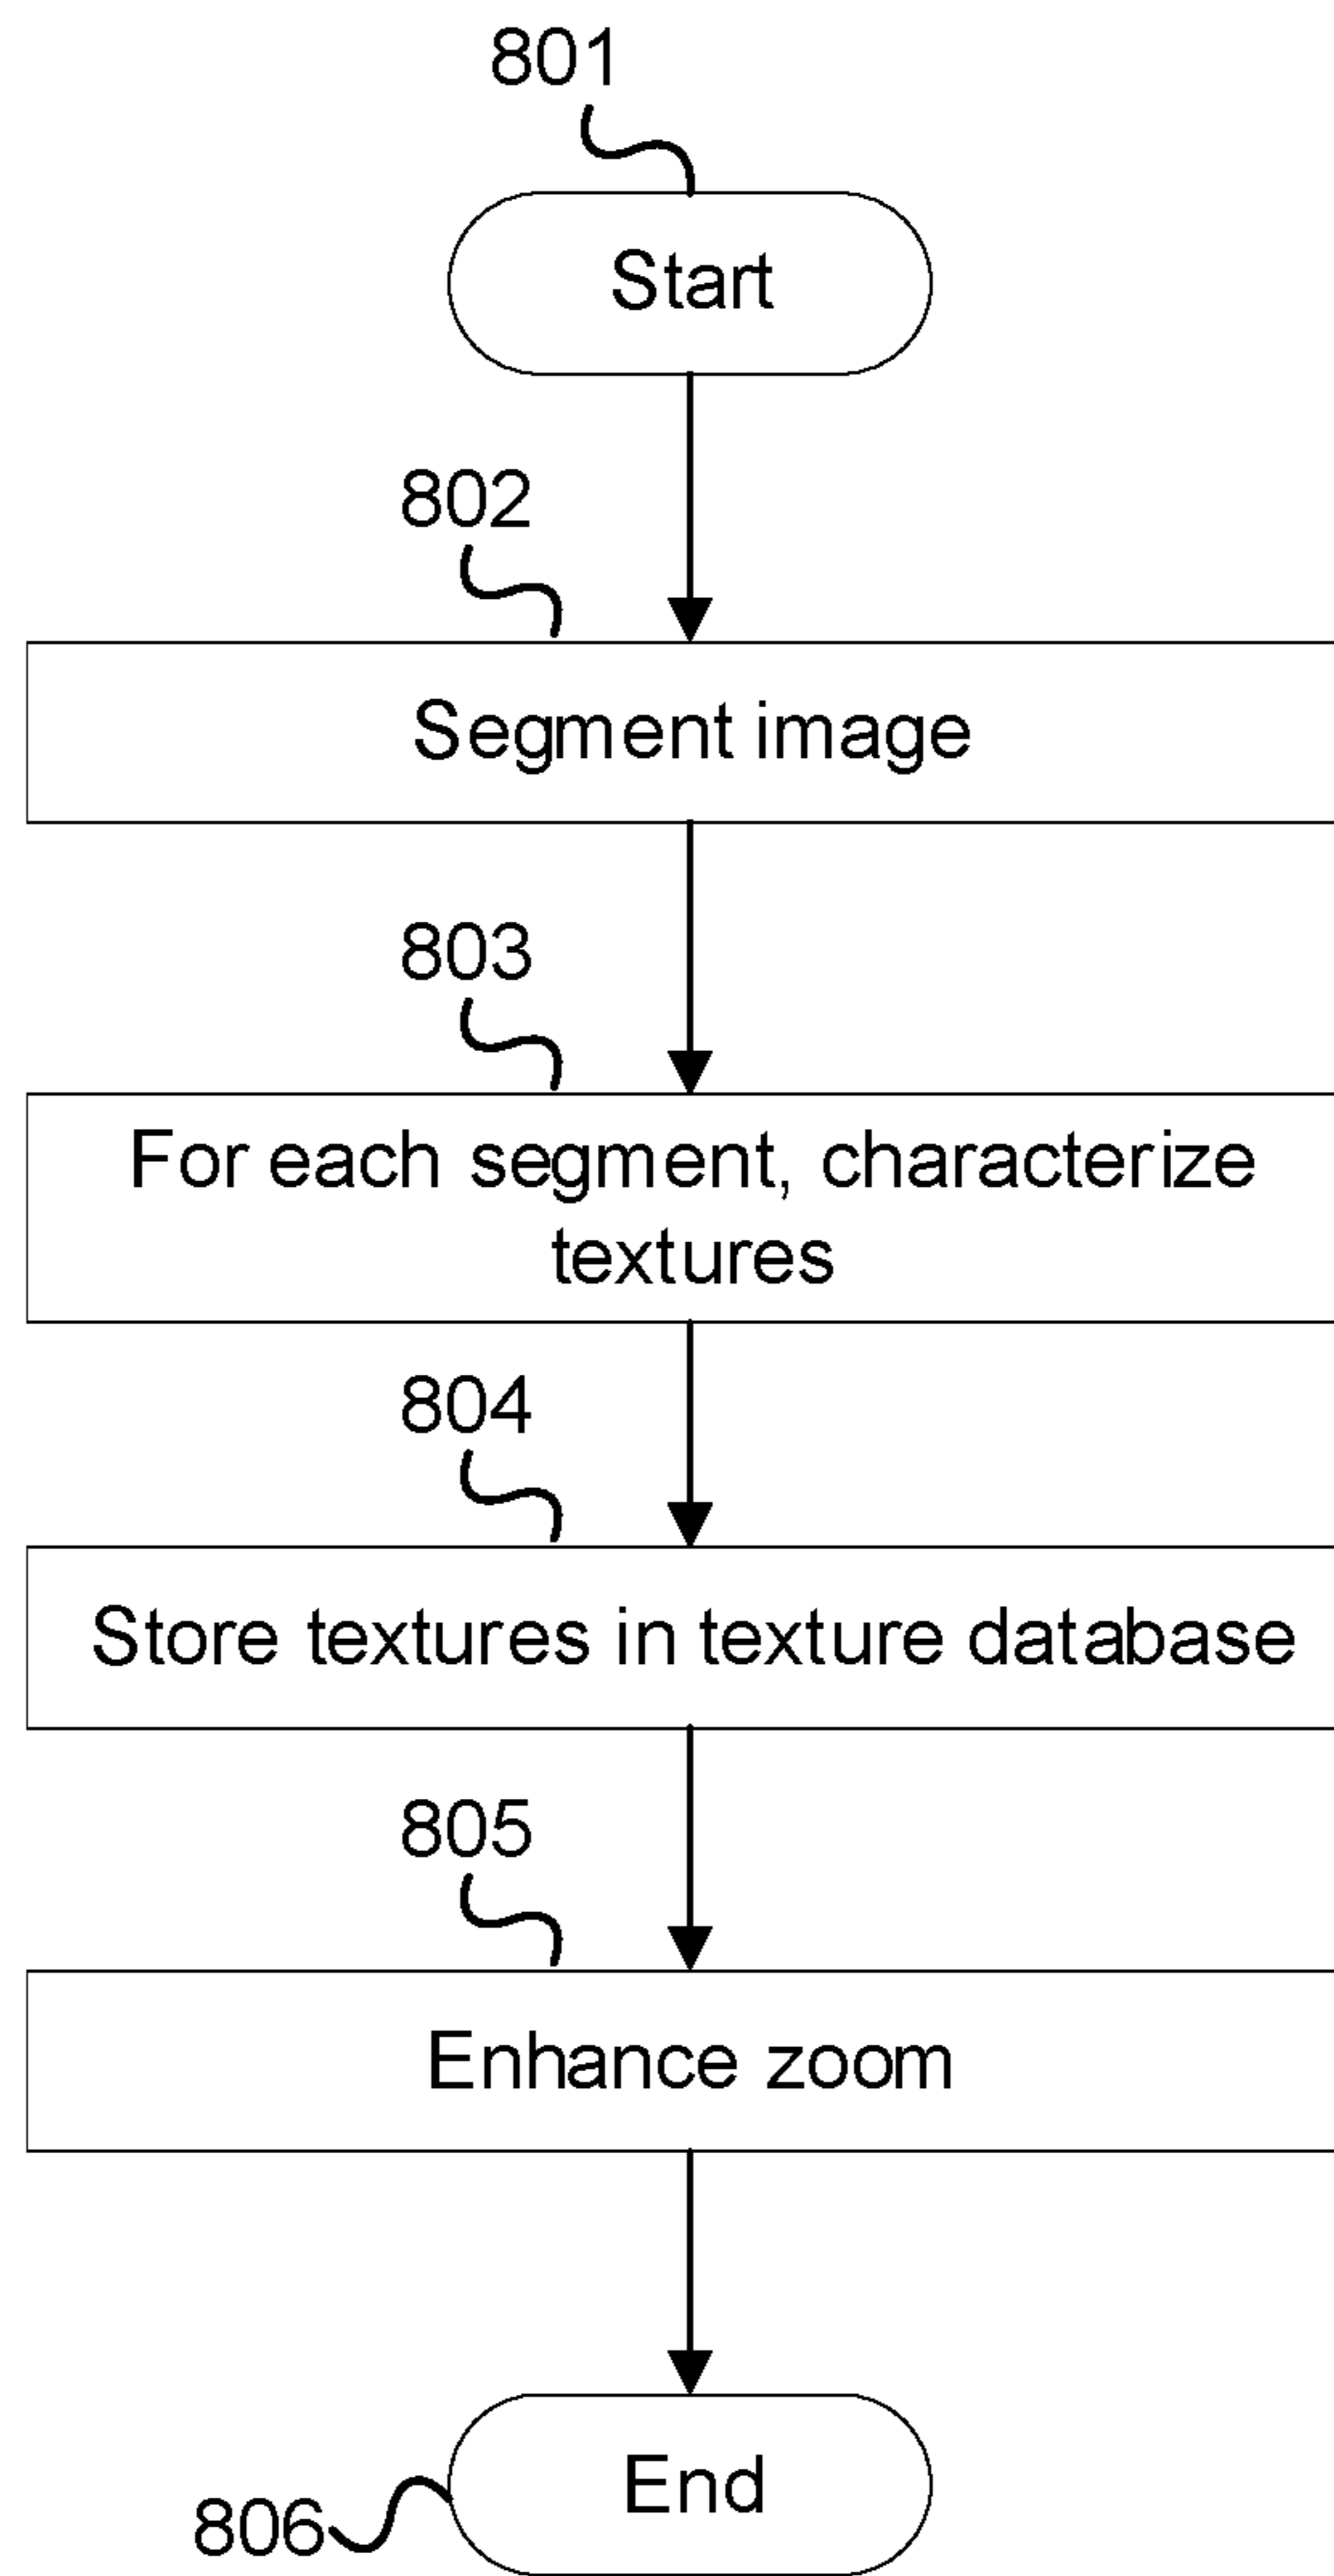 801
Start
802
Segment image
803
For each segment, characterize
textures
804
Store textures in texture database
805
Enhance zoom
End
806